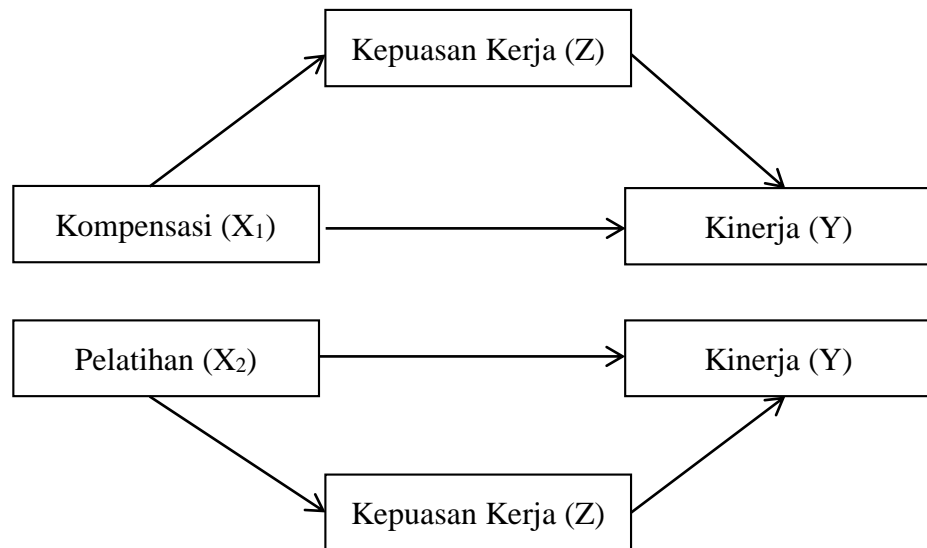 Kepuasan Kerja (Z)
Kompensasi (X₁)
Kinerja (Y)
Pelatihan (X₂)
Kinerja (Y)
Kepuasan Kerja (Z)